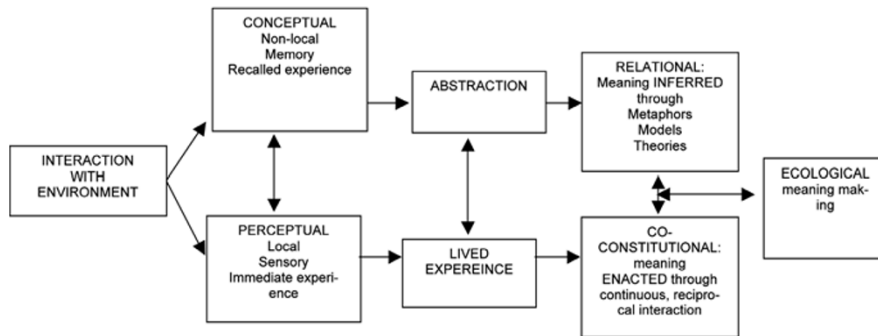 CONCEPTUAL
Non-local
Memory
Recalled experience
ABSTRACTION
RELATIONAL:
Meaning INFERRED
through
Metaphors
Models
Theories
INTERACTION
WITH
ENVIRONMENT
ECOLOGICAL
meaning mak-
ing
PERCEPTUAL
Local
Sensory
Immediate experi-
ence
LIVED
EXPEREINCE
CO-
CONSTITUTIONAL:
meaning
ENACTED through
continuous, recipro-
cal interaction